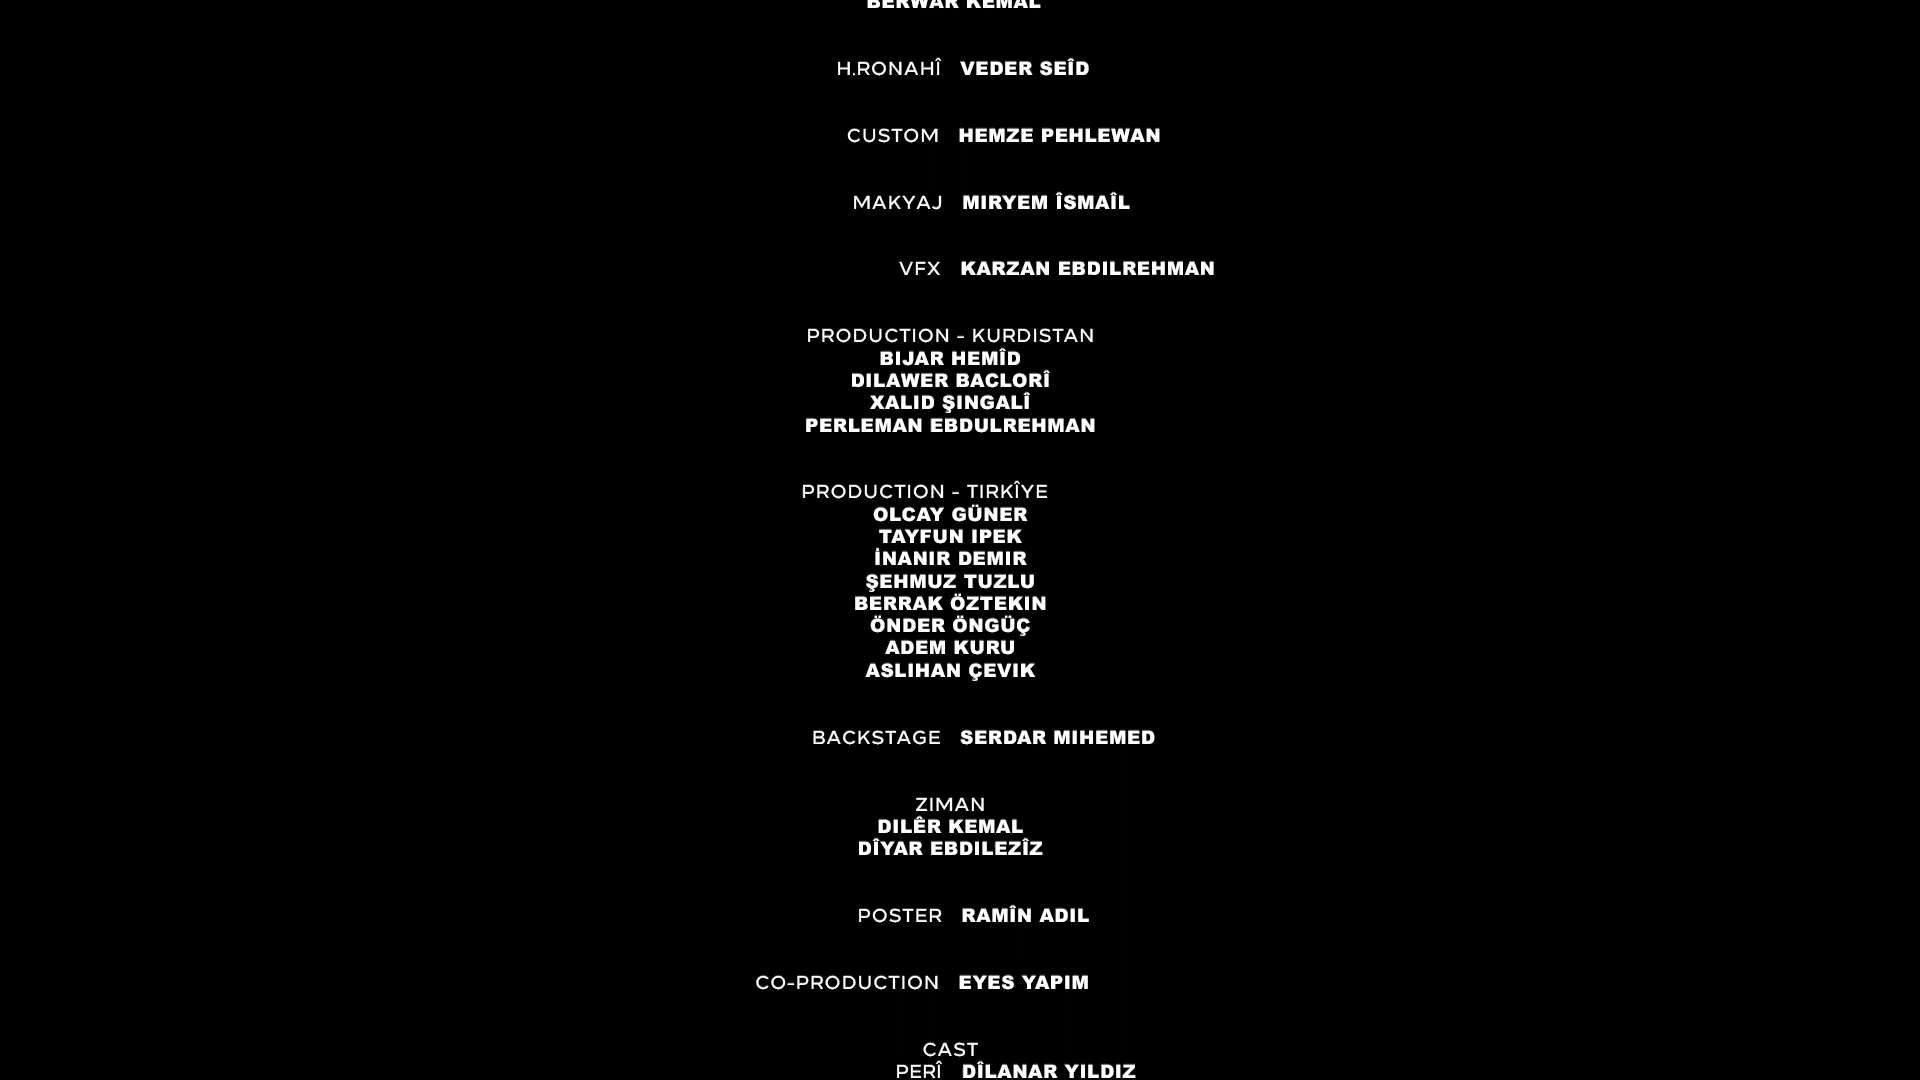 BERWAR KEMAL
H.RONAHÎ VEDER SEÎD
CUSTOM HEMZE PEHLEWAN
MAKYAJ MIRYEM ÎSMAÎL
VFX KARZAN EBDILREHMAN
PRODUCTION - KURDISTAN
BIJAR HEMÎD
DILAWER BACLORÎ
XALID ŞINGALÎ
PERLEMAN EBDULREHMAN
PRODUCTION - TIRKÎYE
OLCAY GÜNER
TAYFUN IPEK
İNANIR DEMIR
ŞEHMUZ TUZLU
BERRAK ÖZTEKIN
ÖNDER ÖNGÜÇ
ADEM KURU
ASLIHAN ÇEVIK
BACKSTAGE SERDAR MIHEMED
ZIMAN
DILÊR KEMAL
DÎYAR EBDILEZÎZ
POSTER RAMÎN ADIL
CO-PRODUCTION EYES YAPIM
CAST
PERÎ DÎLANAR YILDIZ